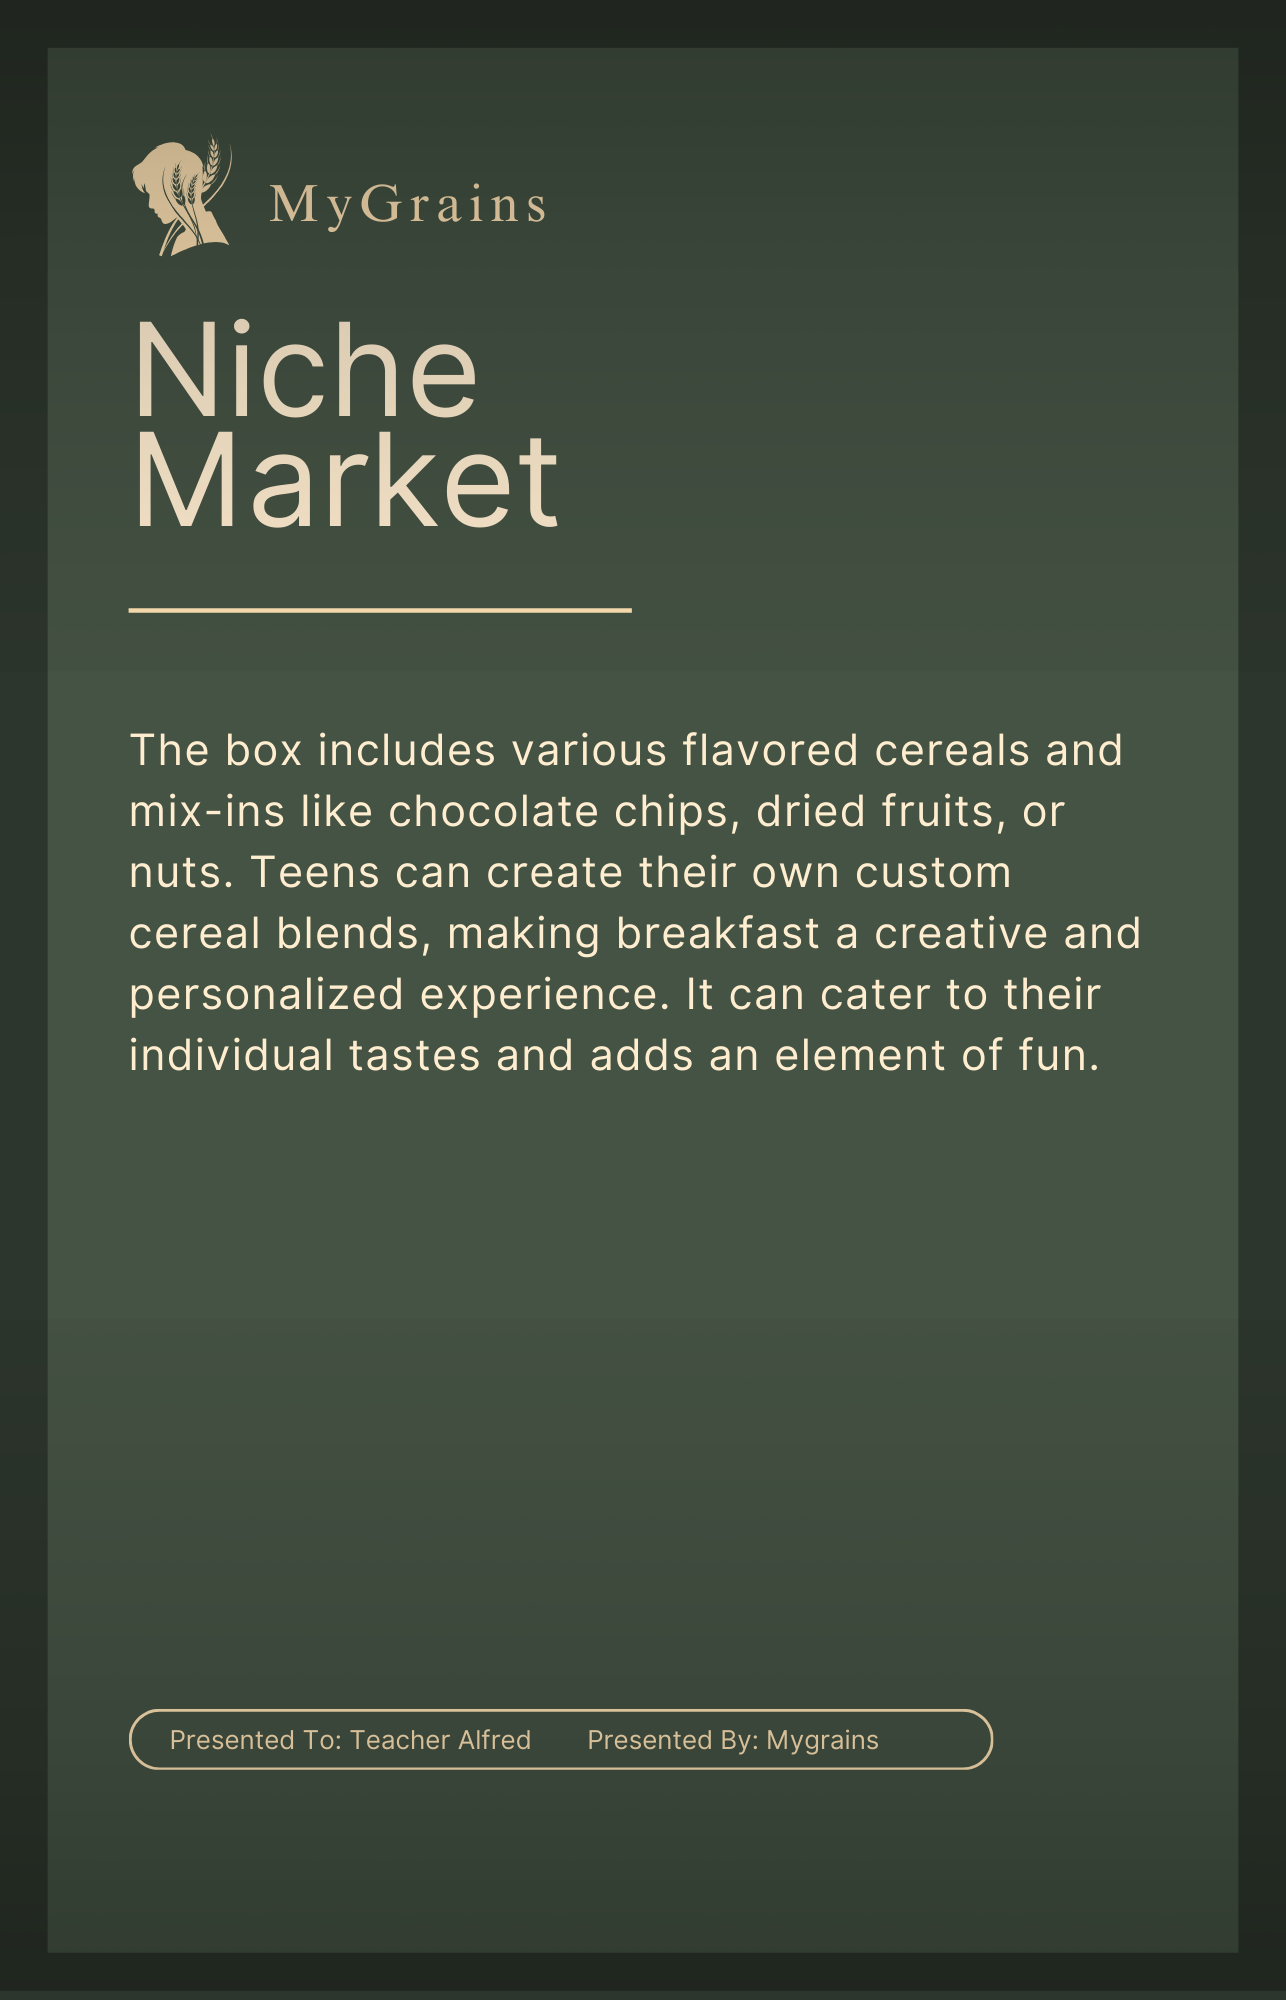 MyGrains
Niche
Market
The box includes various flavored cereals and
mix-ins like chocolate chips, dried fruits, or
nuts. Teens can create their own custom
cereal blends, making breakfast a creative and
personalized experience. It can cater to their
individual tastes and adds an element of fun.
Presented To: Teacher Alfred Presented By: Mygrains